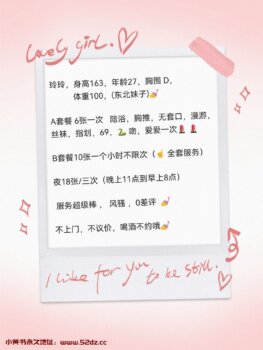 Lovely girl.
玲玲，身高163，年龄27，胸围 D，
体重100，(东北妹子)💅
A套餐 6张一次 陪浴，胸推，无套口，漫游，
丝袜，指划，69，🐍 吻，爱爱一次💄💄
B套餐10张一个小时不限次（☝️ 全套服务）
夜18张/三次（晚上11点到早上8点）
服务超级棒 ，风骚 ，0差评 💅
不上门，不议价，喝酒不约哦💅
I like for you
to be still.
小黄书永久地址：www.52dz.cc